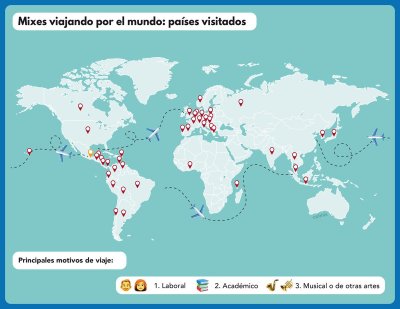 Mixes viajando por el mundo: países visitados
Principales motivos de viaje:
1. Laboral 2. Académico 3. Musical o de otras artes